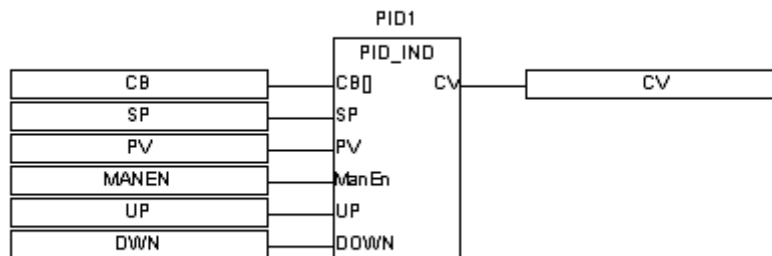 PID1
PID_IND
CB CB[] CV CV
SP SP
PV PV
MANEN ManEn
UP UP
DWN DOWN